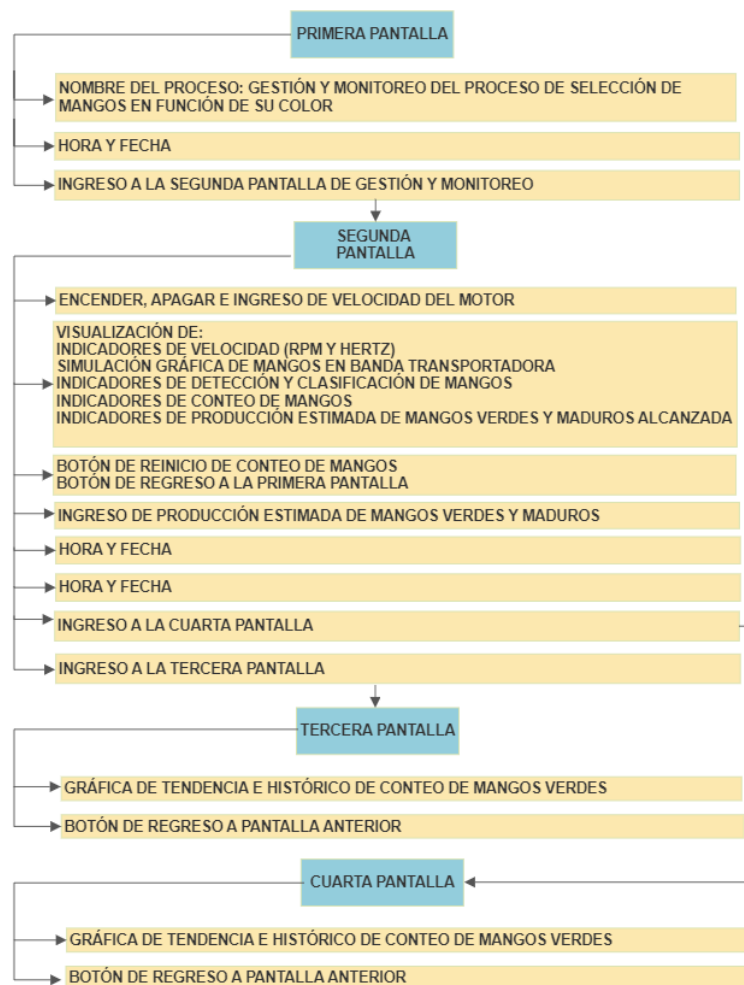 PRIMERA PANTALLA
NOMBRE DEL PROCESO: GESTIÓN Y MONITOREO DEL PROCESO DE SELECCIÓN DE
MANGOS EN FUNCIÓN DE SU COLOR
HORA Y FECHA
INGRESO A LA SEGUNDA PANTALLA DE GESTIÓN Y MONITOREO
SEGUNDA
PANTALLA
ENCENDER, APAGAR E INGRESO DE VELOCIDAD DEL MOTOR
VISUALIZACIÓN DE:
INDICADORES DE VELOCIDAD (RPM Y HERTZ)
SIMULACIÓN GRÁFICA DE MANGOS EN BANDA TRANSPORTADORA
INDICADORES DE DETECCIÓN Y CLASIFICACIÓN DE MANGOS
INDICADORES DE CONTEO DE MANGOS
INDICADORES DE PRODUCCIÓN ESTIMADA DE MANGOS VERDES Y MADUROS ALCANZADA
BOTÓN DE REINICIO DE CONTEO DE MANGOS
BOTÓN DE REGRESO A LA PRIMERA PANTALLA
INGRESO DE PRODUCCIÓN ESTIMADA DE MANGOS VERDES Y MADUROS
HORA Y FECHA
HORA Y FECHA
INGRESO A LA CUARTA PANTALLA
INGRESO A LA TERCERA PANTALLA
TERCERA PANTALLA
GRÁFICA DE TENDENCIA E HISTÓRICO DE CONTEO DE MANGOS VERDES
BOTÓN DE REGRESO A PANTALLA ANTERIOR
CUARTA PANTALLA
GRÁFICA DE TENDENCIA E HISTÓRICO DE CONTEO DE MANGOS VERDES
BOTÓN DE REGRESO A PANTALLA ANTERIOR